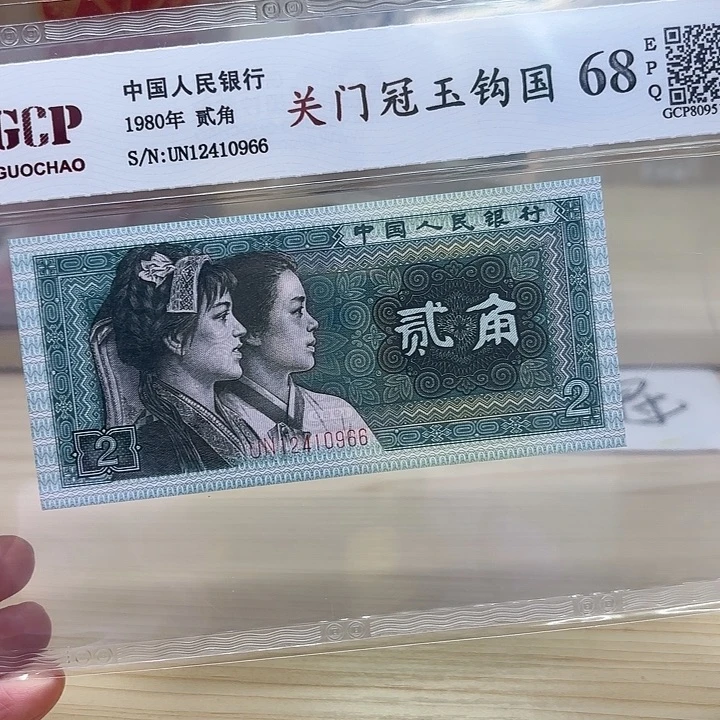 GCP
GUOCHAO
中国人民银行
1980年 贰角
S/N:UN12410966
关门冠玉钩国
68
EPQ
GCP8095
中国人民银行
贰角
2
2
UN12410966